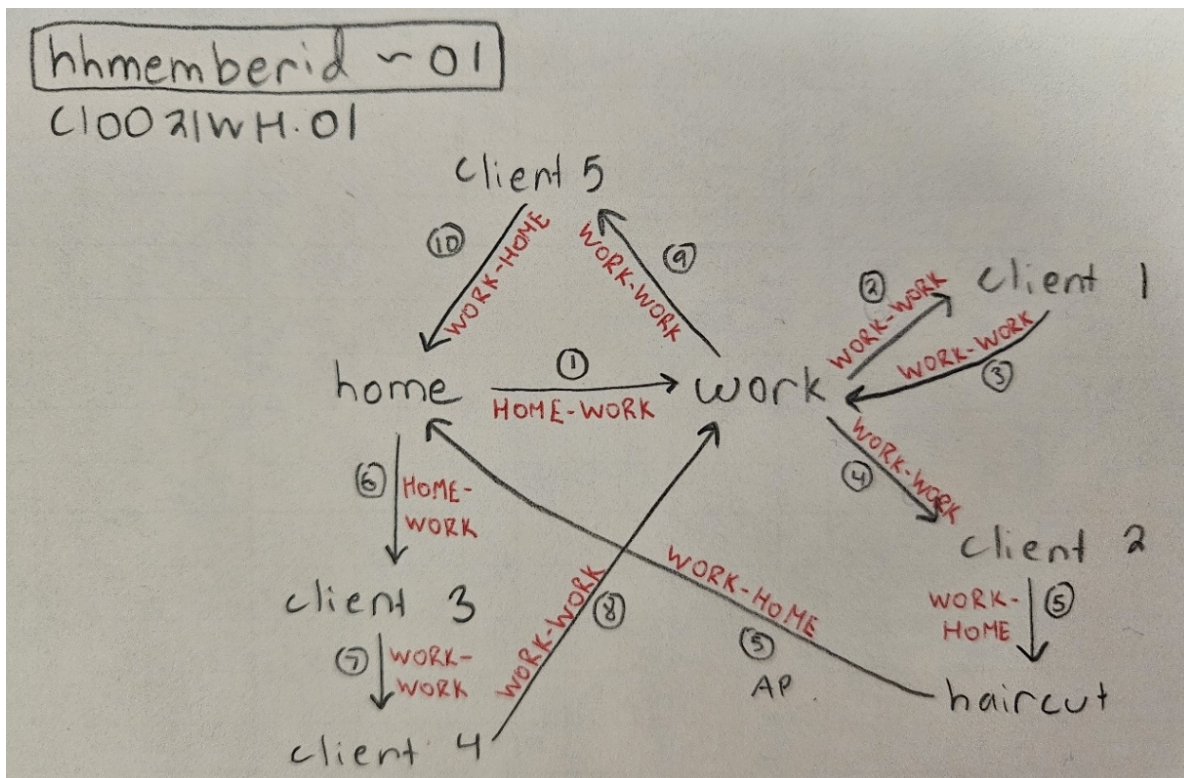 hhmemberid ~ 01
C10021WH.01
client 5
⑩
WORK-HOME
WORK-WORK
⑨
②
WORK-WORK
client 1
WORK-WORK
③
home
①
HOME-WORK
work
⑥
HOME-
WORK
WORK-WORK
④
client 2
client 3
WORK-WORK
⑧
WORK-HOME
⑤
AP
WORK-
HOME
⑤
⑦
WORK-
WORK
haircut
client 4